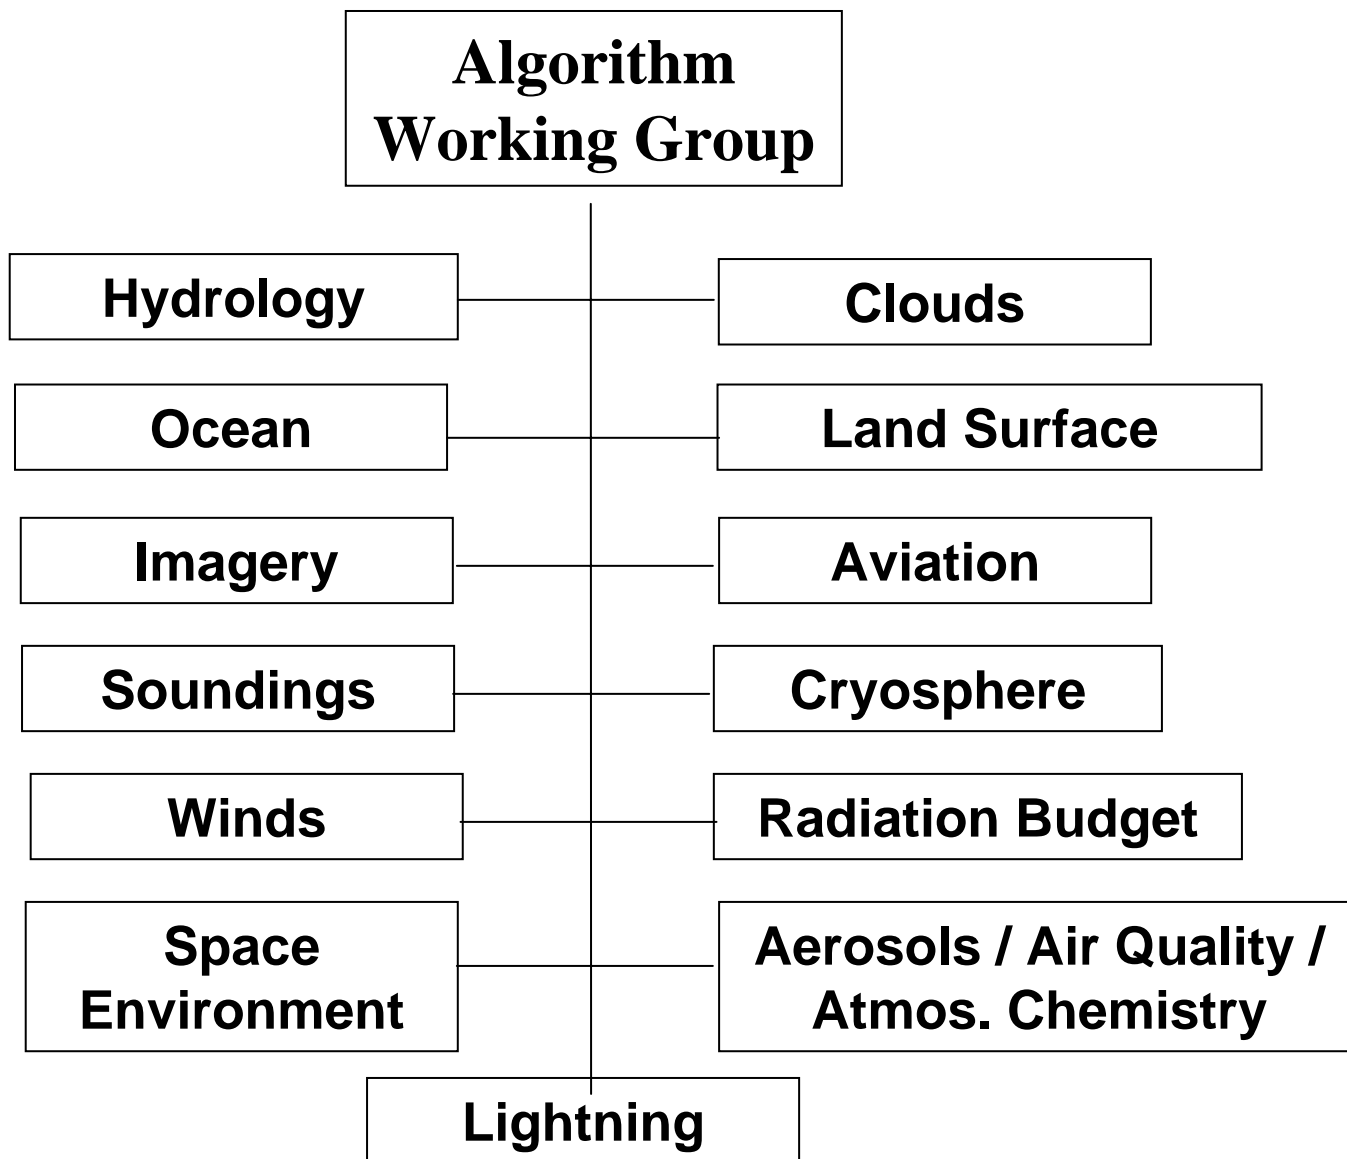 Algorithm
Working Group
Hydrology
Clouds
Ocean
Land Surface
Imagery
Aviation
Soundings
Cryosphere
Winds
Radiation Budget
Space
Environment
Aerosols / Air Quality /
Atmos. Chemistry
Lightning